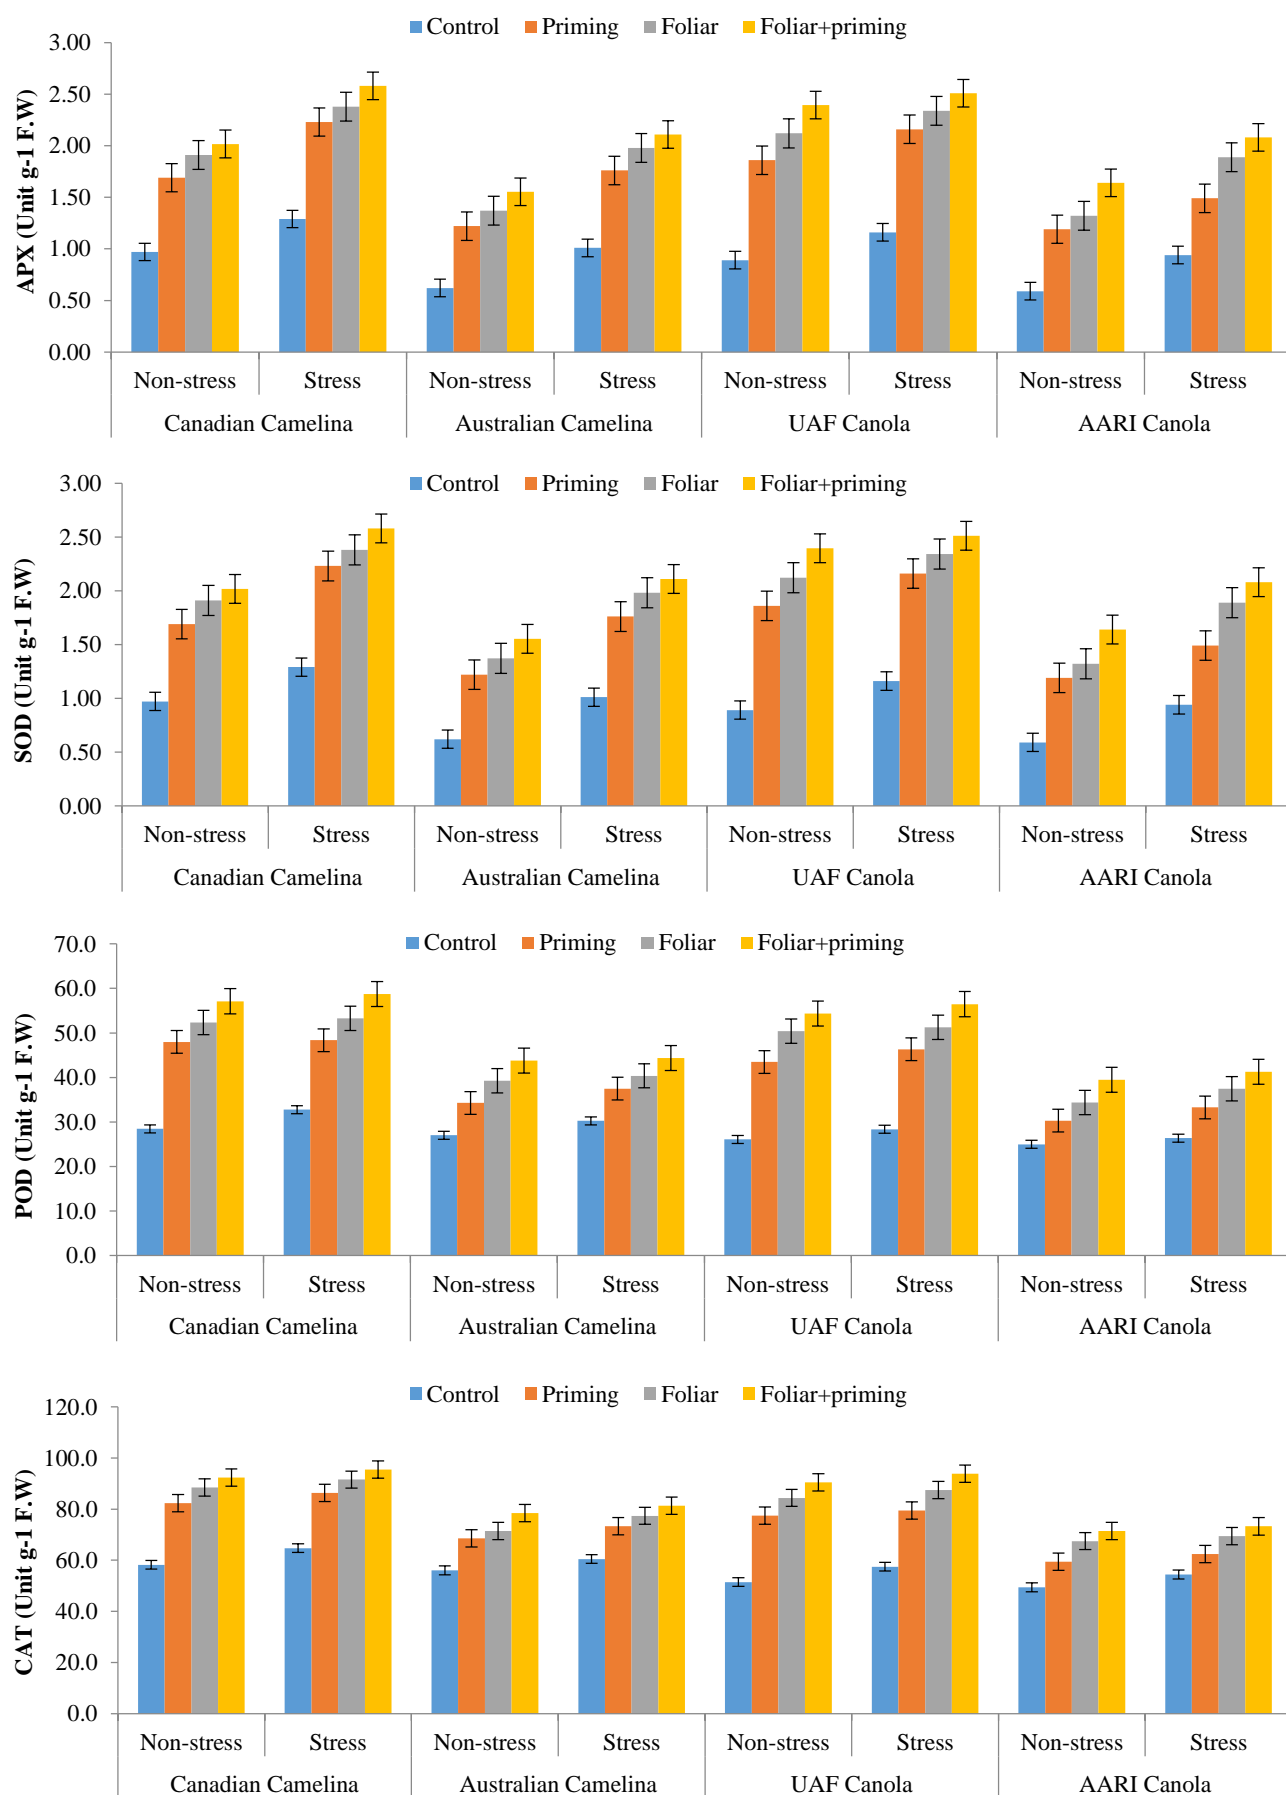 Control Priming Foliar Foliar+priming
3.00
2.50
2.00
1.50
1.00
0.50
0.00
APX (Unit g-1 F.W)
Non-stress Stress Non-stress Stress Non-stress Stress Non-stress Stress
Canadian Camelina Australian Camelina UAF Canola AARI Canola
Control Priming Foliar Foliar+priming
3.00
2.50
2.00
1.50
1.00
0.50
0.00
SOD (Unit g-1 F.W)
Non-stress Stress Non-stress Stress Non-stress Stress Non-stress Stress
Canadian Camelina Australian Camelina UAF Canola AARI Canola
Control Priming Foliar Foliar+priming
70.0
60.0
50.0
40.0
30.0
20.0
10.0
0.0
POD (Unit g-1 F.W)
Non-stress Stress Non-stress Stress Non-stress Stress Non-stress Stress
Canadian Camelina Australian Camelina UAF Canola AARI Canola
Control Priming Foliar Foliar+priming
120.0
100.0
80.0
60.0
40.0
20.0
0.0
CAT (Unit g-1 F.W)
Non-stress Stress Non-stress Stress Non-stress Stress Non-stress Stress
Canadian Camelina Australian Camelina UAF Canola AARI Canola